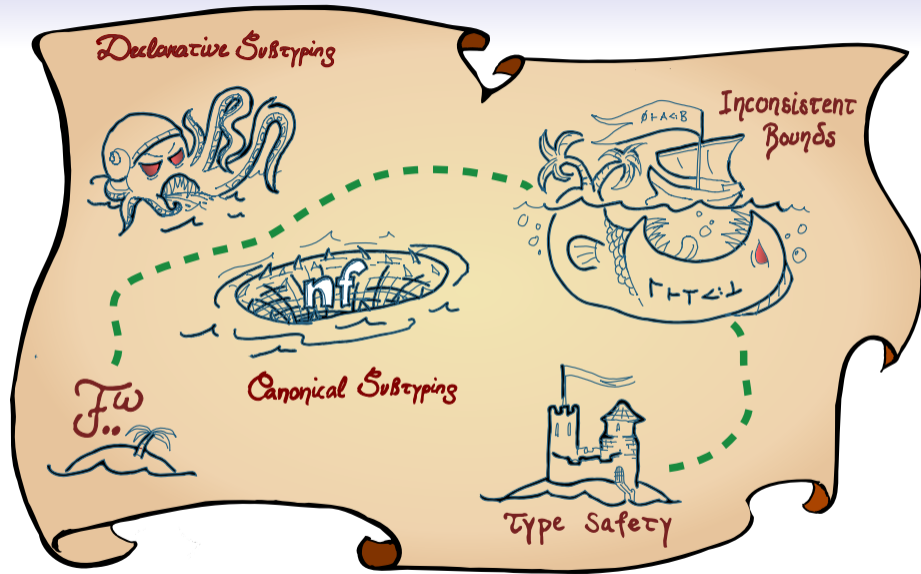 Declarative Subtyping
Inconsistent
Bounds
∅⊢A<:B
nf
Γ⊢⊤<:⊥
Canonical Subtyping
Fω..
Type Safety